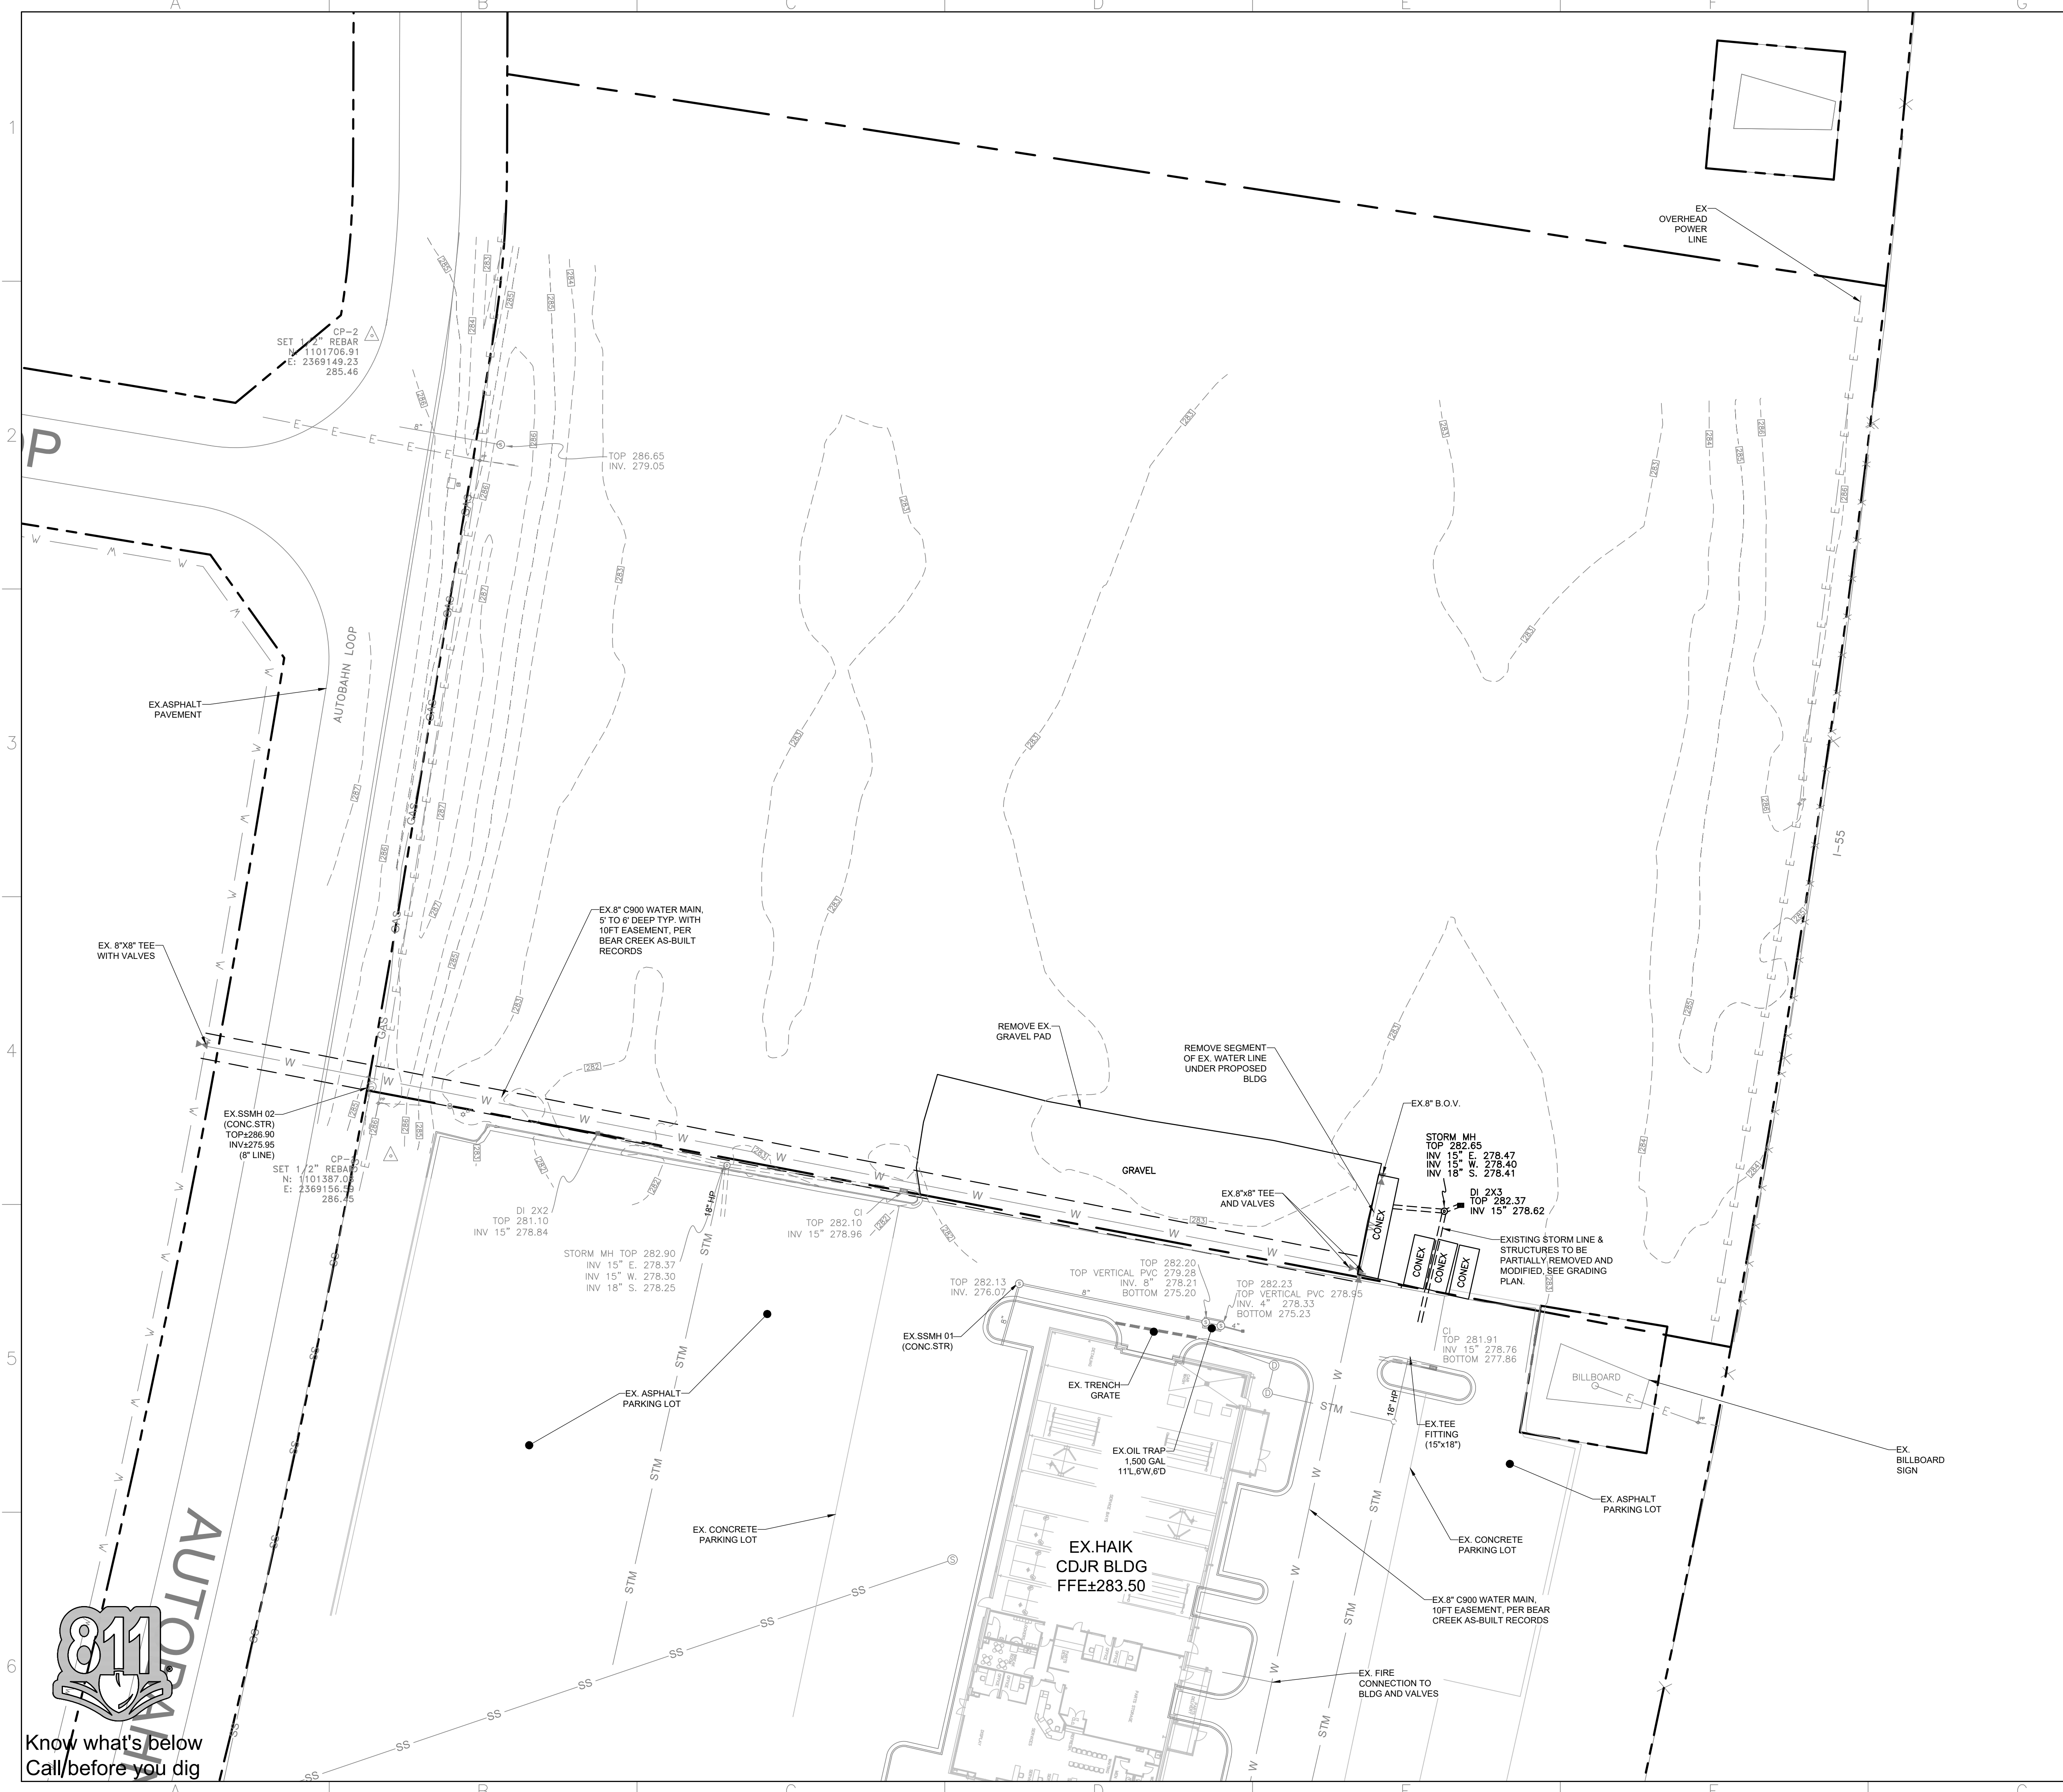 A
B
C
D
E
F
G
1
EX
OVERHEAD
POWER
LINE
CP-2
SET 1/2" REBAR
N: 1101706.91
E: 2369149.23
285.46
2
OP
8"
TOP 286.65
INV. 279.05
AUTOBAHN LOOP
EX.ASPHALT
PAVEMENT
3
I-55
EX. 8"X8" TEE
WITH VALVES
EX.8" C900 WATER MAIN,
5' TO 6' DEEP TYP. WITH
10FT EASEMENT, PER
BEAR CREEK AS-BUILT
RECORDS
4
REMOVE EX.
GRAVEL PAD
REMOVE SEGMENT
OF EX. WATER LINE
UNDER PROPOSED
BLDG
EX.8" B.O.V.
EX.SSMH 02
(CONC.STR)
TOP±286.90
INV±275.95
(8" LINE)
SET 1/2" REBAR
286.45
GRAVEL
STORM MH
TOP 282.65
INV 15" E. 278.47
INV 15" W. 278.40
INV 18" S. 278.41
DI 2X3
TOP 282.37
INV 15" 278.62
EX.8"x8" TEE
AND VALVES
CONEX
CONEX
CONEX
CONEX
EXISTING STORM LINE &
STRUCTURES TO BE
PARTIALLY REMOVED AND
MODIFIED, SEE GRADING
PLAN.
DI 2X2
TOP 281.10
INV 15" 278.84
18" HP
CI
TOP 282.10
INV 15" 278.96
STORM MH TOP 282.90
INV 15" E. 278.37
INV 15" W. 278.30
INV 18" S. 278.25
TOP 282.13
INV. 276.07
TOP 282.20
TOP VERTICAL PVC 279.28
INV. 8" 278.21
BOTTOM 275.20
TOP 282.23
TOP VERTICAL PVC 278.95
INV. 4" 278.33
BOTTOM 275.23
8"
8"
4"
5
EX.SSMH 01
(CONC.STR)
CI
TOP 281.91
INV 15" 278.76
BOTTOM 277.86
BILLBOARD
EX. TRENCH
GRATE
EX. ASPHALT
PARKING LOT
18" HP
EX.TEE
FITTING
(15"x18")
EX.OIL TRAP
1,500 GAL
11'L,6'W,6'D
EX.
BILLBOARD
SIGN
EX. ASPHALT
PARKING LOT
EX. CONCRETE
PARKING LOT
EX. CONCRETE
PARKING LOT
EX.HAIK
CDJR BLDG
FFE±283.50
EX.8" C900 WATER MAIN,
10FT EASEMENT, PER BEAR
CREEK AS-BUILT RECORDS
6
EX. FIRE
CONNECTION TO
BLDG AND VALVES
AUTOBAHN
811
®
Know what's below
Call before you dig
A
B
C
D
E
F
G